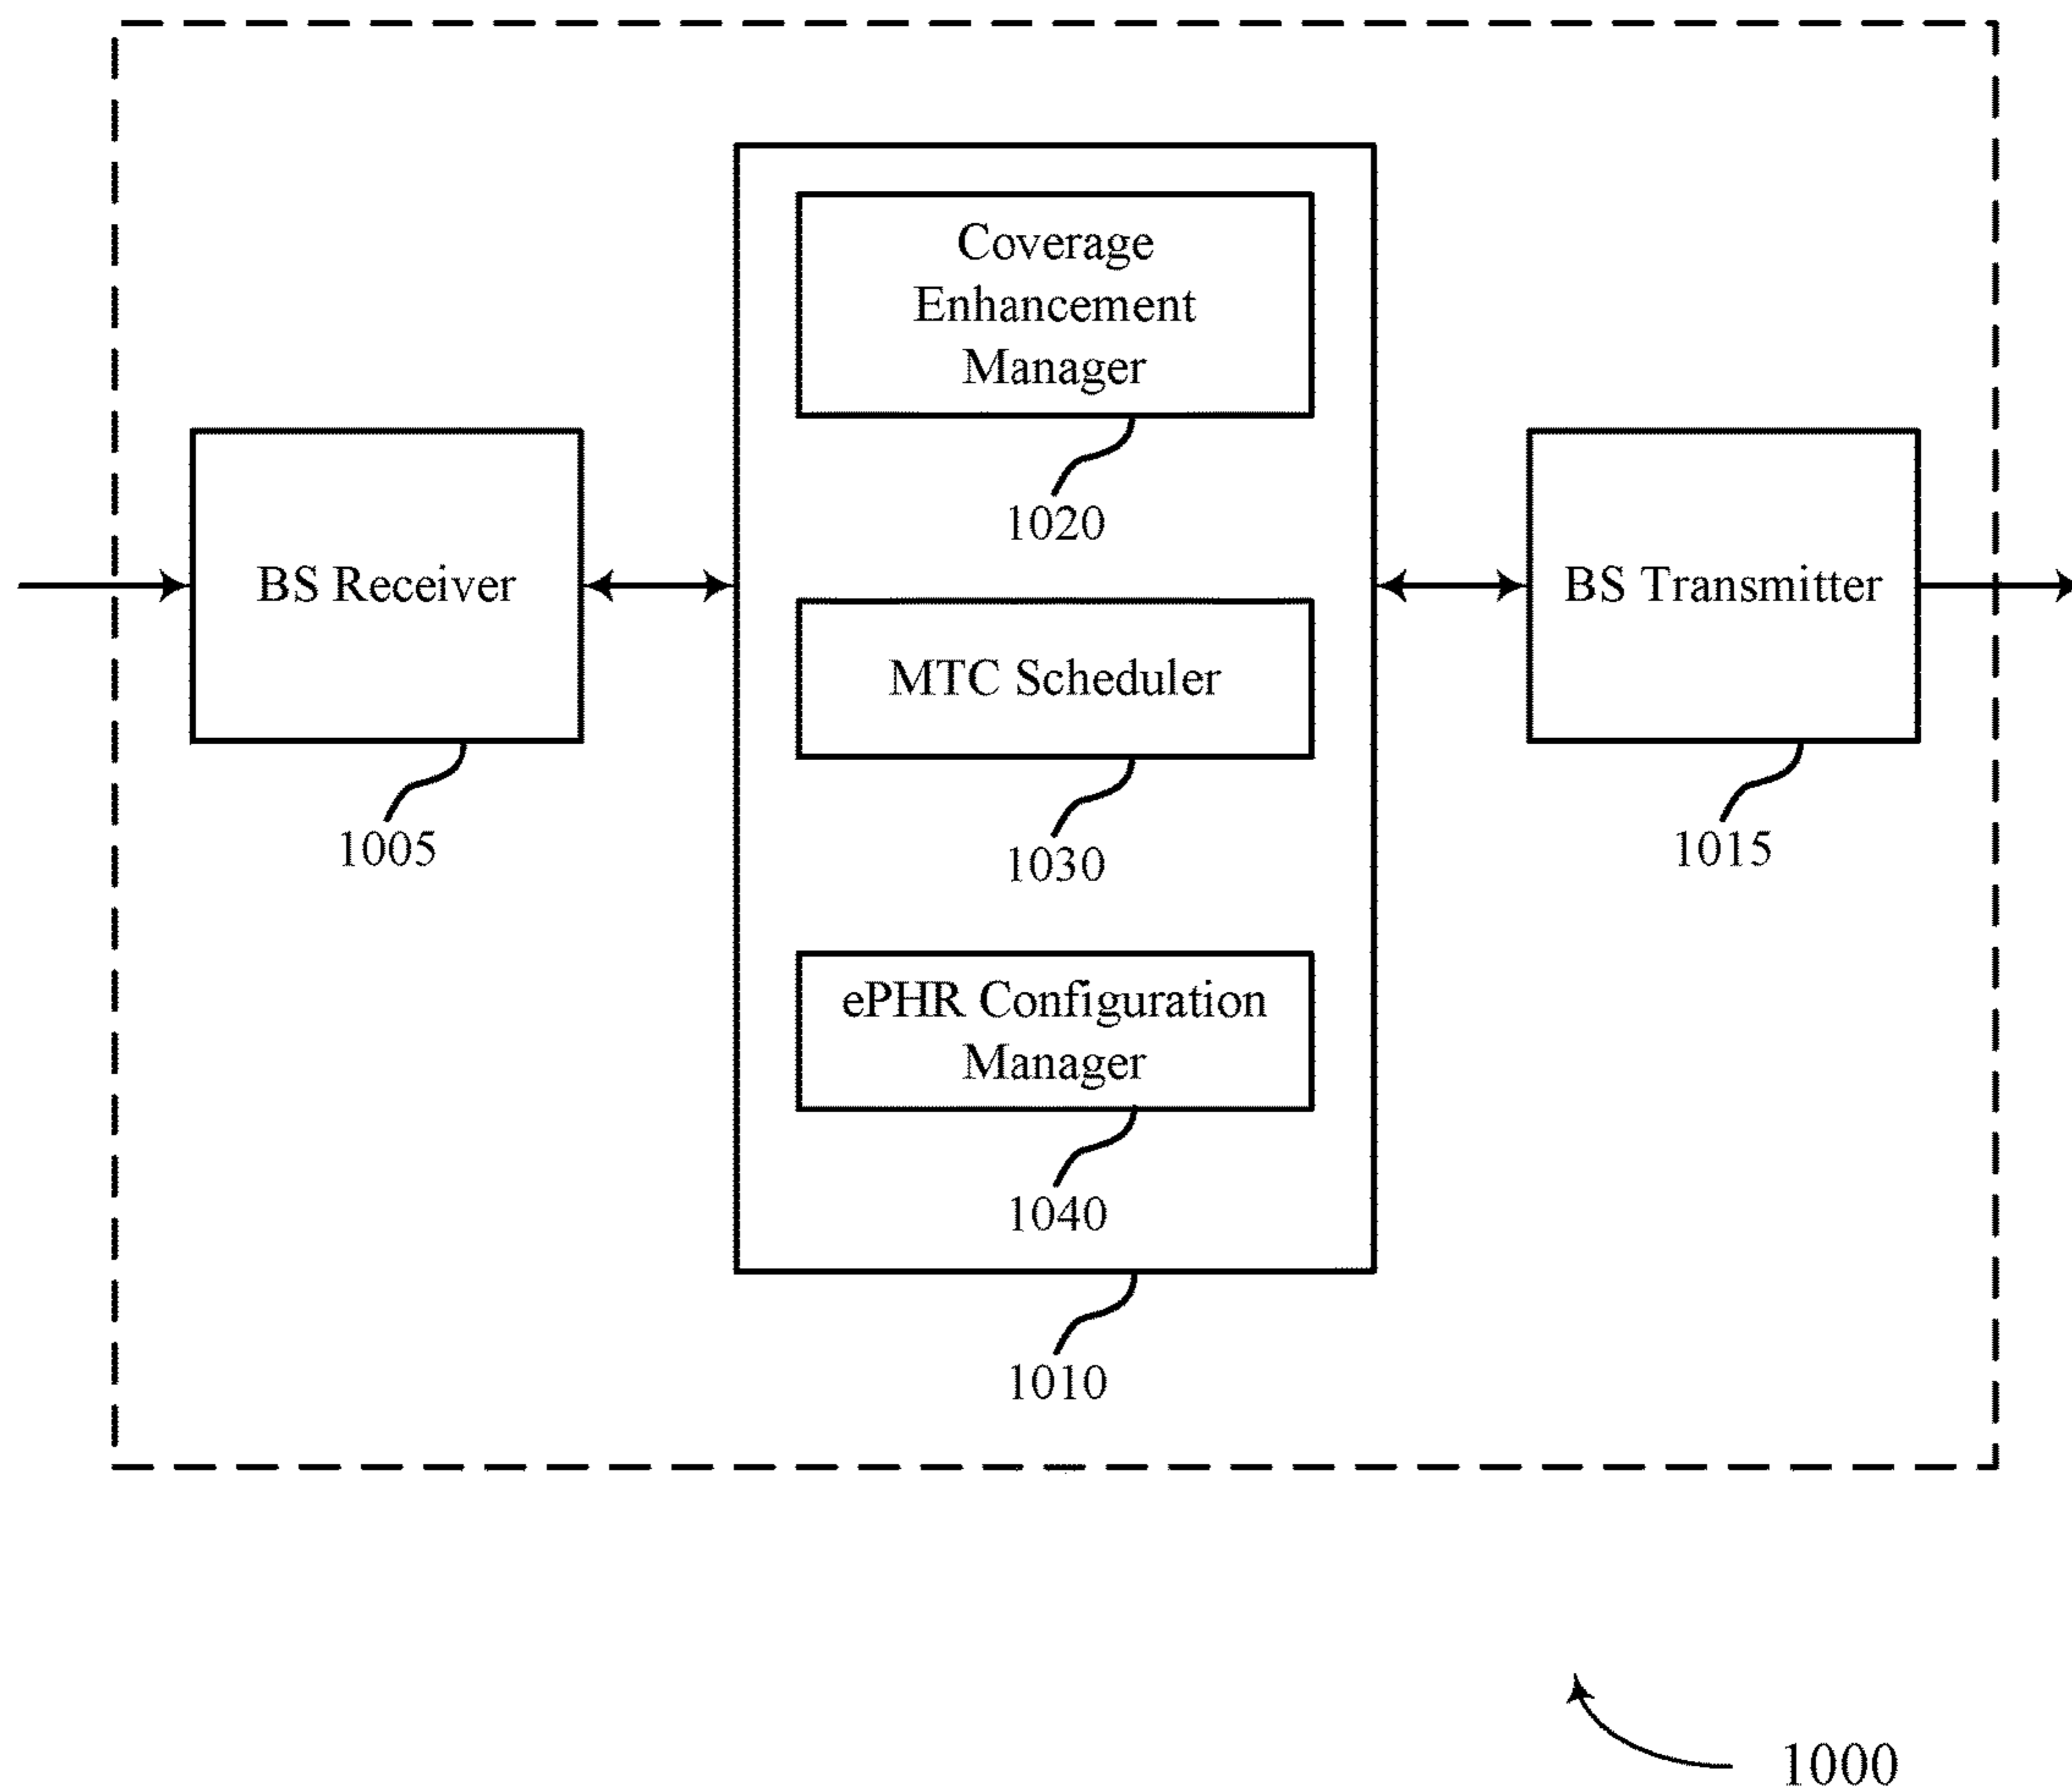 Coverage
Enhancement
Manager
1020
BS Receiver
1005
MTC Scheduler
1030
ePHR Configuration
Manager
1040
1010
BS Transmitter
1015
1000